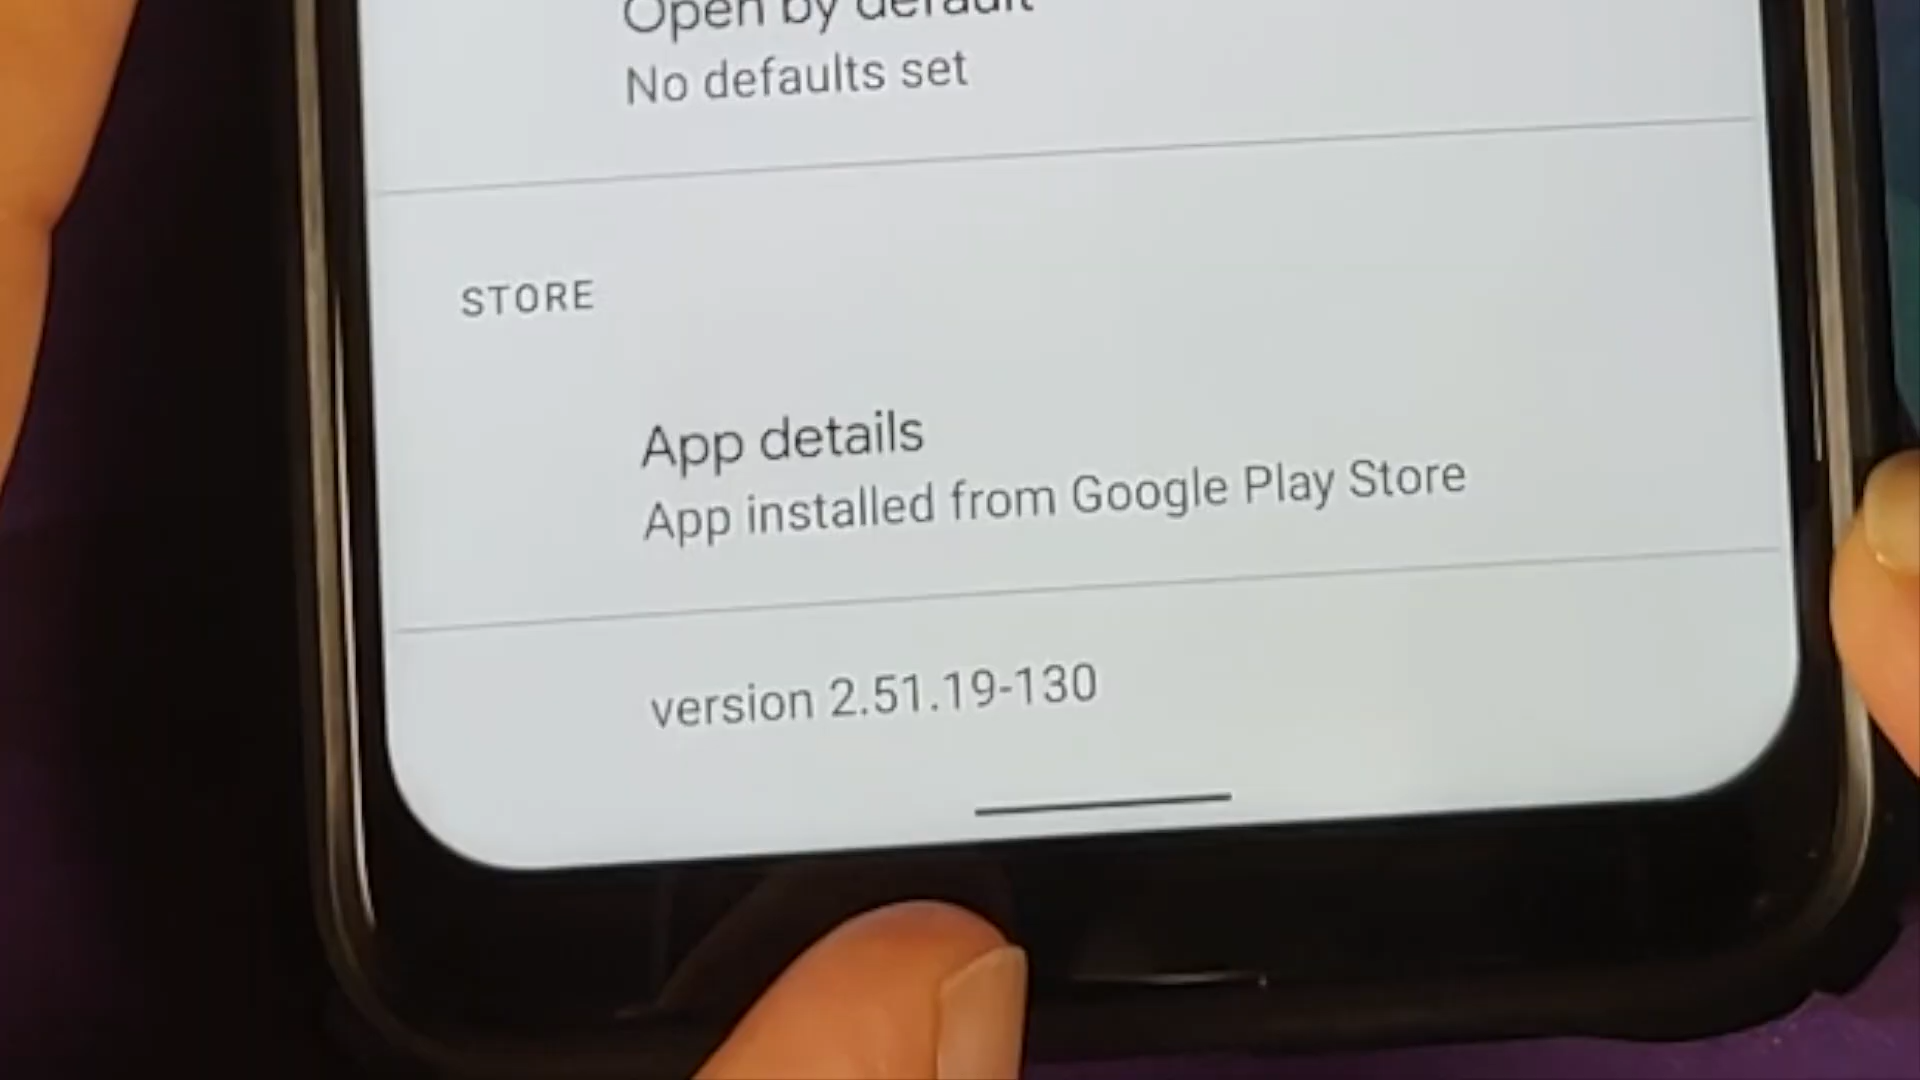 Open by default
No defaults set
STORE
App details
App installed from Google Play Store
version 2.51.19-130